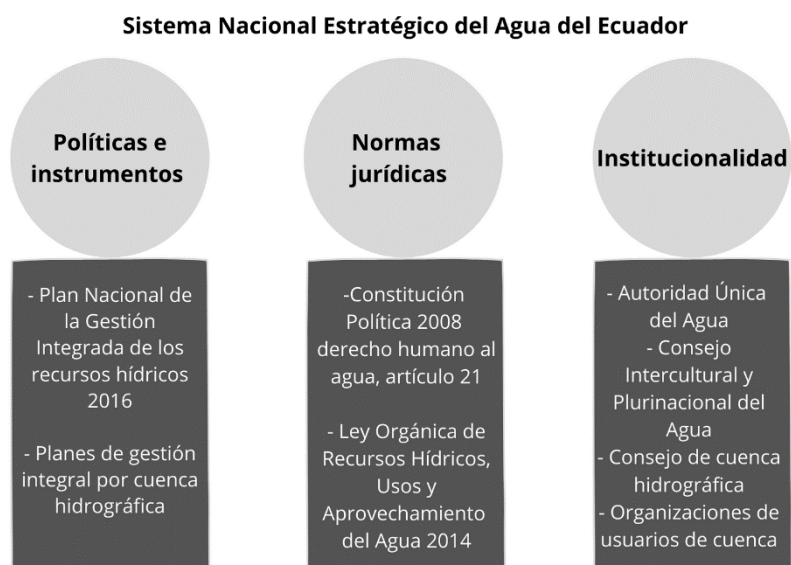 Sistema Nacional Estratégico del Agua del Ecuador
Políticas e
instrumentos
- Plan Nacional de
la Gestión
Integrada de los
recursos hídricos
2016
- Planes de gestión
integral por cuenca
hidrográfica
Normas
jurídicas
-Constitución
Política 2008
derecho humano al
agua, artículo 21
- Ley Orgánica de
Recursos Hídricos,
Usos y
Aprovechamiento
del Agua 2014
Institucionalidad
- Autoridad Única
del Agua
- Consejo
Intercultural y
Plurinacional del
Agua
- Consejo de cuenca
hidrográfica
- Organizaciones de
usuarios de cuenca